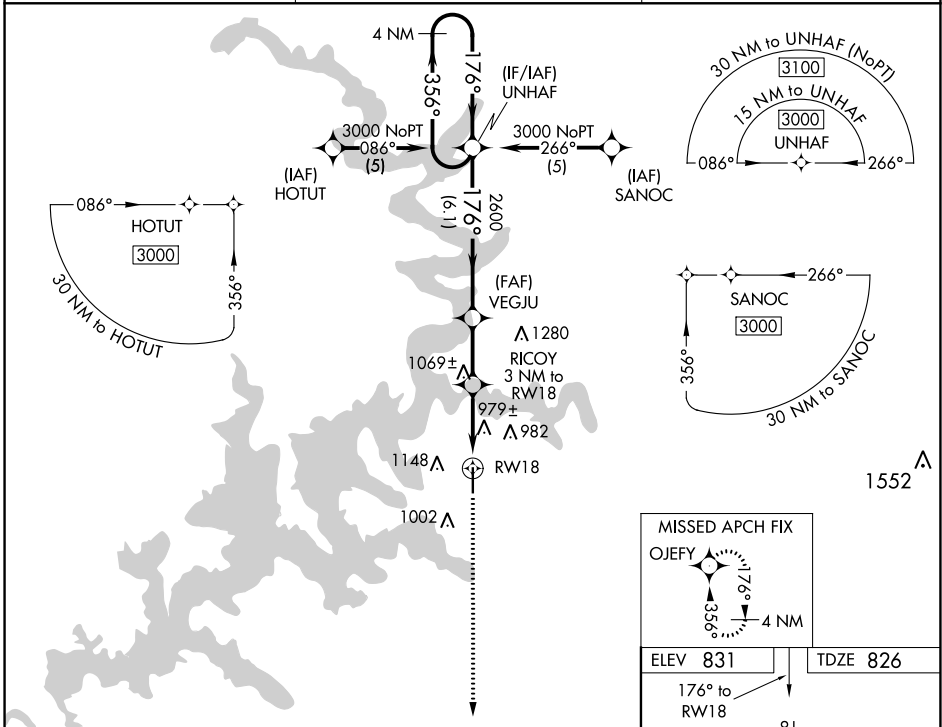 4 NM
356°
176°
(IF/IAF)
UNHAF
3000 NoPT
086°
(5)
(IAF)
HOTUT
3000 NoPT
266°
(5)
(IAF)
SANOC
30 NM to UNHAF (NoPT)
3100
15 NM to UNHAF
3000
UNHAF
086°
266°
086°
HOTUT
3000
356°
30 NM to HOTUT
2600
176°
(6.1)
(FAF)
VEGJU
1280
1069±
RICOY
3 NM to
RW18
979±
982
1148
RW18
1002
266°
SANOC
3000
356°
30 NM to SANOC
1552
MISSED APCH FIX
OJEFY
176°
356°
4 NM
ELEV 831
TDZE 826
176° to
RW18